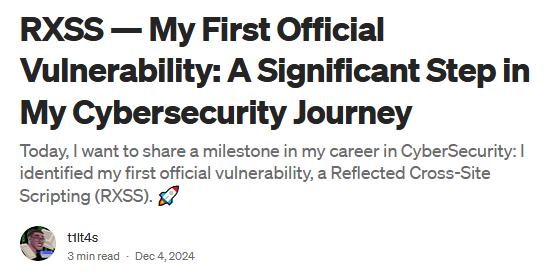 RXSS — My First Official
Vulnerability: A Significant Step in
My Cybersecurity Journey
Today, I want to share a milestone in my career in CyberSecurity: I
identified my first official vulnerability, a Reflected Cross-Site
Scripting (RXSS). 🚀
t1lt4s
3 min read · Dec 4, 2024